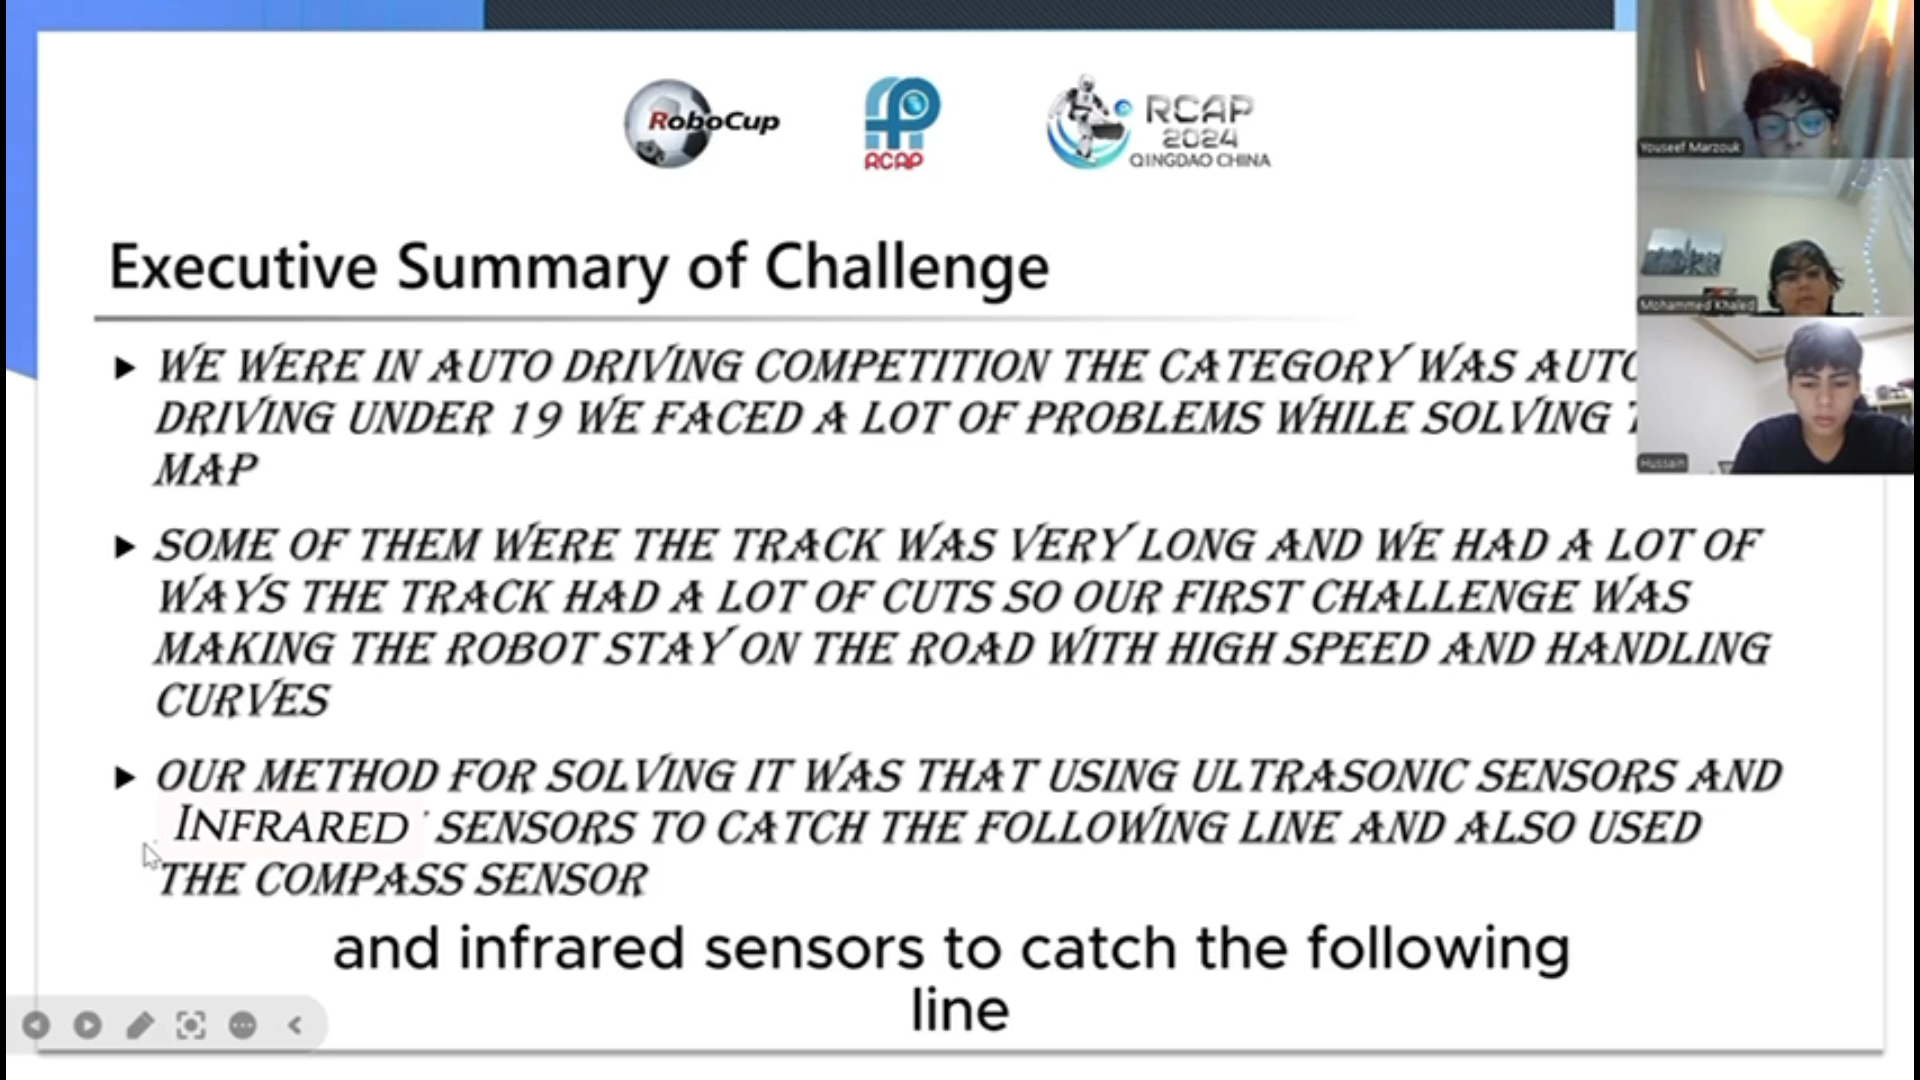 RoboCup
RCAP
RCAP
2024
QINGDAO CHINA
Youseef Marzouk
Mohammed Khaled
Hussain
Executive Summary of Challenge
WE WERE IN AUTO DRIVING COMPETITION THE CATEGORY WAS AUTO
DRIVING UNDER 19 WE FACED A LOT OF PROBLEMS WHILE SOLVING
MAP
SOME OF THEM WERE THE TRACK WAS VERY LONG AND WE HAD A LOT OF
WAYS THE TRACK HAD A LOT OF CUTS SO OUR FIRST CHALLENGE WAS
MAKING THE ROBOT STAY ON THE ROAD WITH HIGH SPEED AND HANDLING
CURVES
OUR METHOD FOR SOLVING IT WAS THAT USING ULTRASONIC SENSORS AND
INFRARED SENSORS TO CATCH THE FOLLOWING LINE AND ALSO USED
THE COMPASS SENSOR
and infrared sensors to catch the following
line